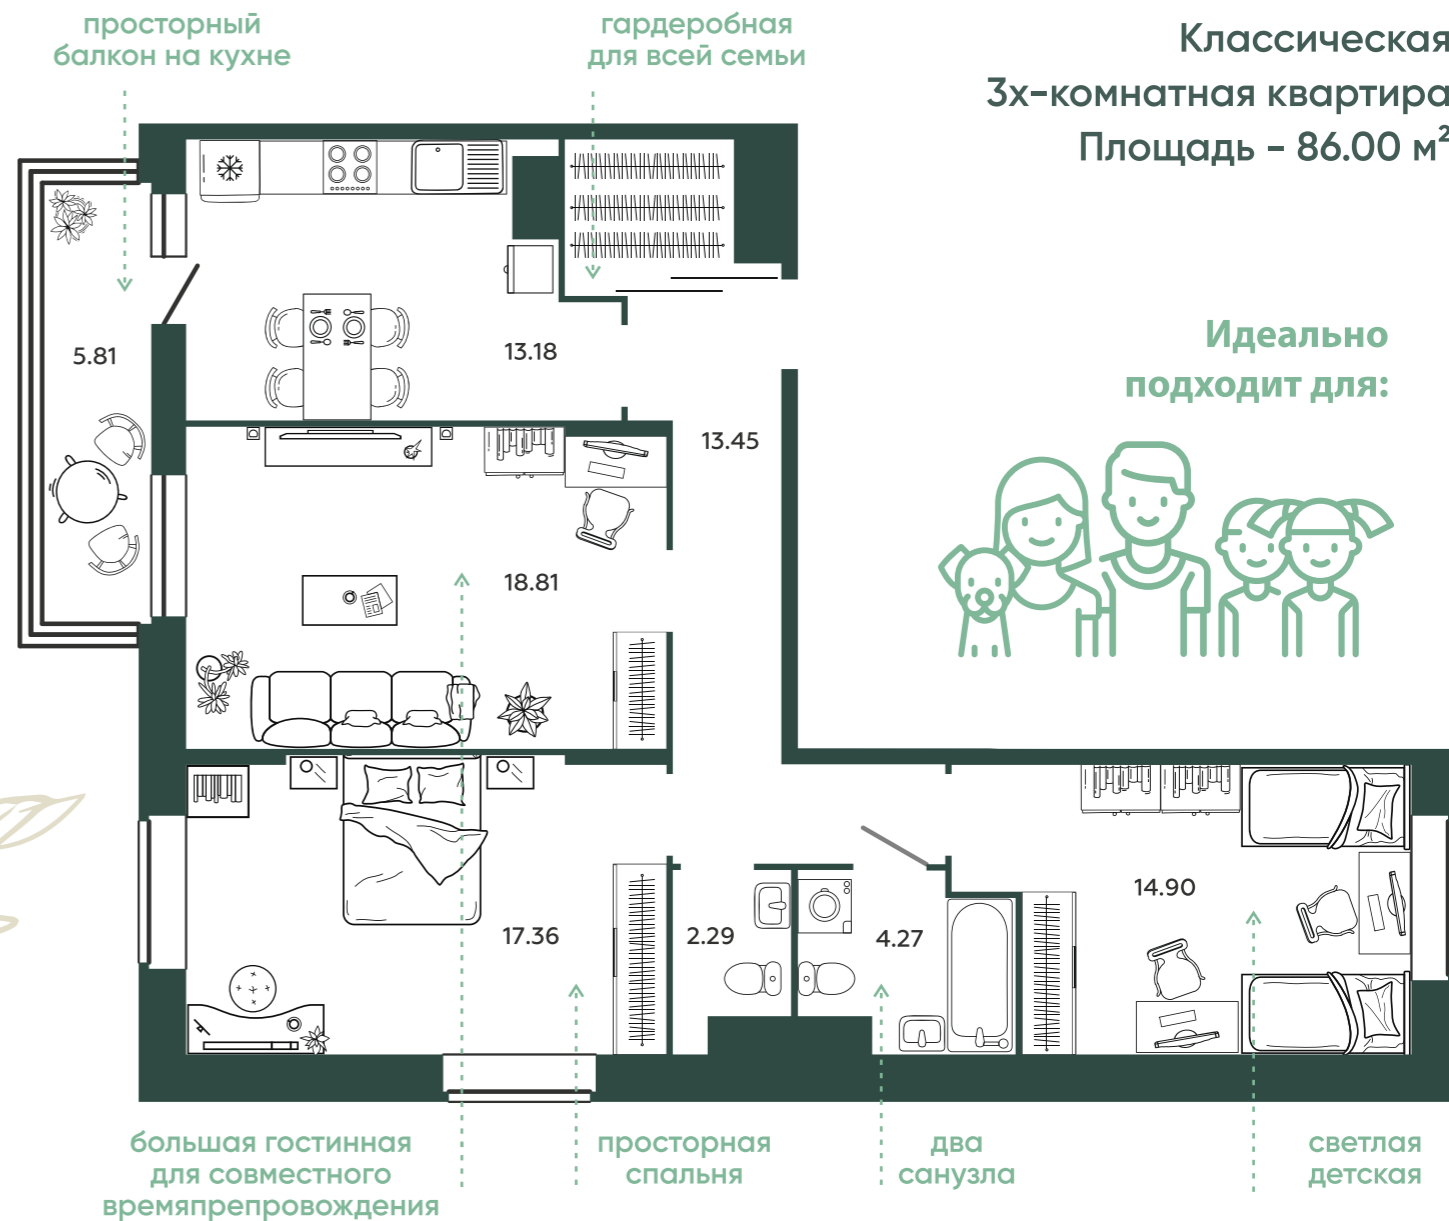 просторный
балкон на кухне
гардеробная
для всей семьи
Классическая
3х-комнатная квартира
Площадь - 86.00 м²
Идеально
подходит для:
5.81
13.18
13.45
18.81
17.36
2.29
4.27
14.90
большая гостинная
для совместного
времяпрепровождения
просторная
спальня
два
санузла
светлая
детская